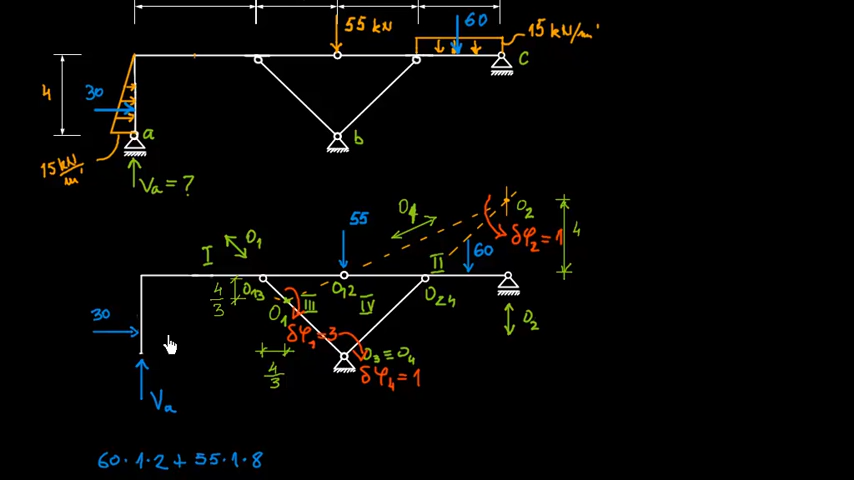 55 kN
60
15 kN/m'
C
4
30
a
b
15 kN/m'
Va = ?
O4
O2
4
55
δφ2 = 1
O1
I
60
II
4/3
O13
O12
O24
O1
III
IV
30
δφ1 = 3
O2
4/3
O3 ≡ O4
δφ4 = 1
Va
60·1·2 + 55·1·8